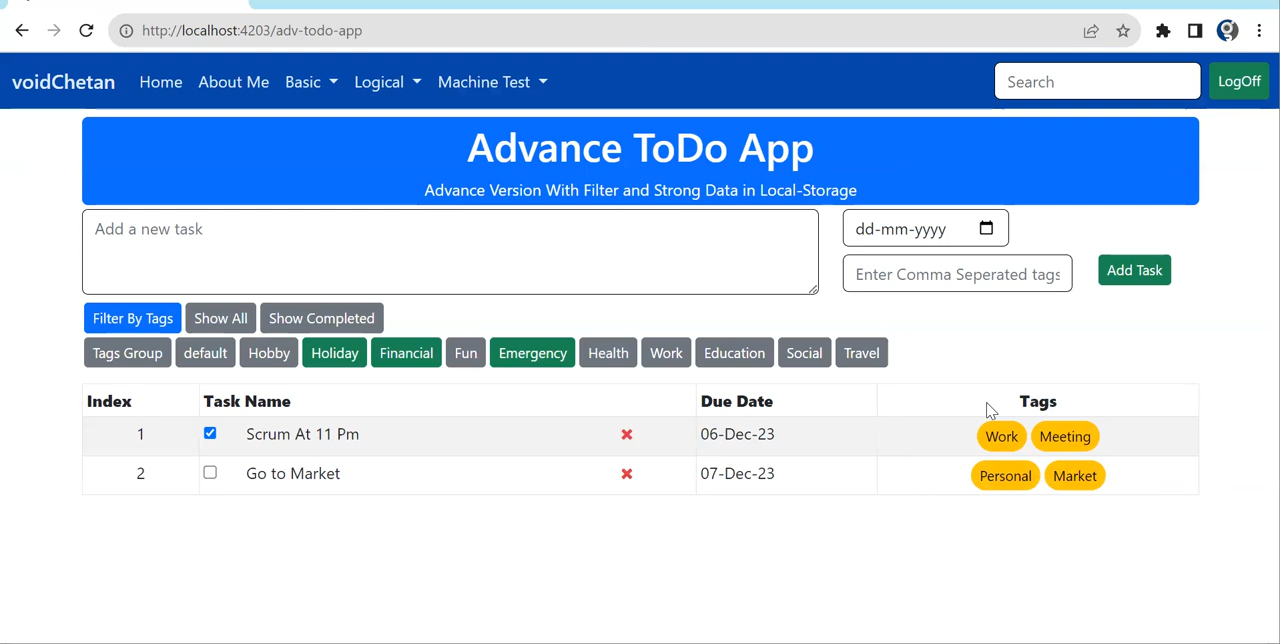 http://localhost:4203/adv-todo-app
voidChetan Home About Me Basic Logical Machine Test Search LogOff
Advance ToDo App
Advance Version With Filter and Strong Data in Local-Storage
Add a new task
dd-mm-yyyy
Enter Comma Seperated tags
Add Task
Filter By Tags Show All Show Completed
Tags Group default Hobby Holiday Financial Fun Emergency Health Work Education Social Travel
Index Task Name Due Date Tags
1 Scrum At 11 Pm 06-Dec-23 Work Meeting
2 Go to Market 07-Dec-23 Personal Market